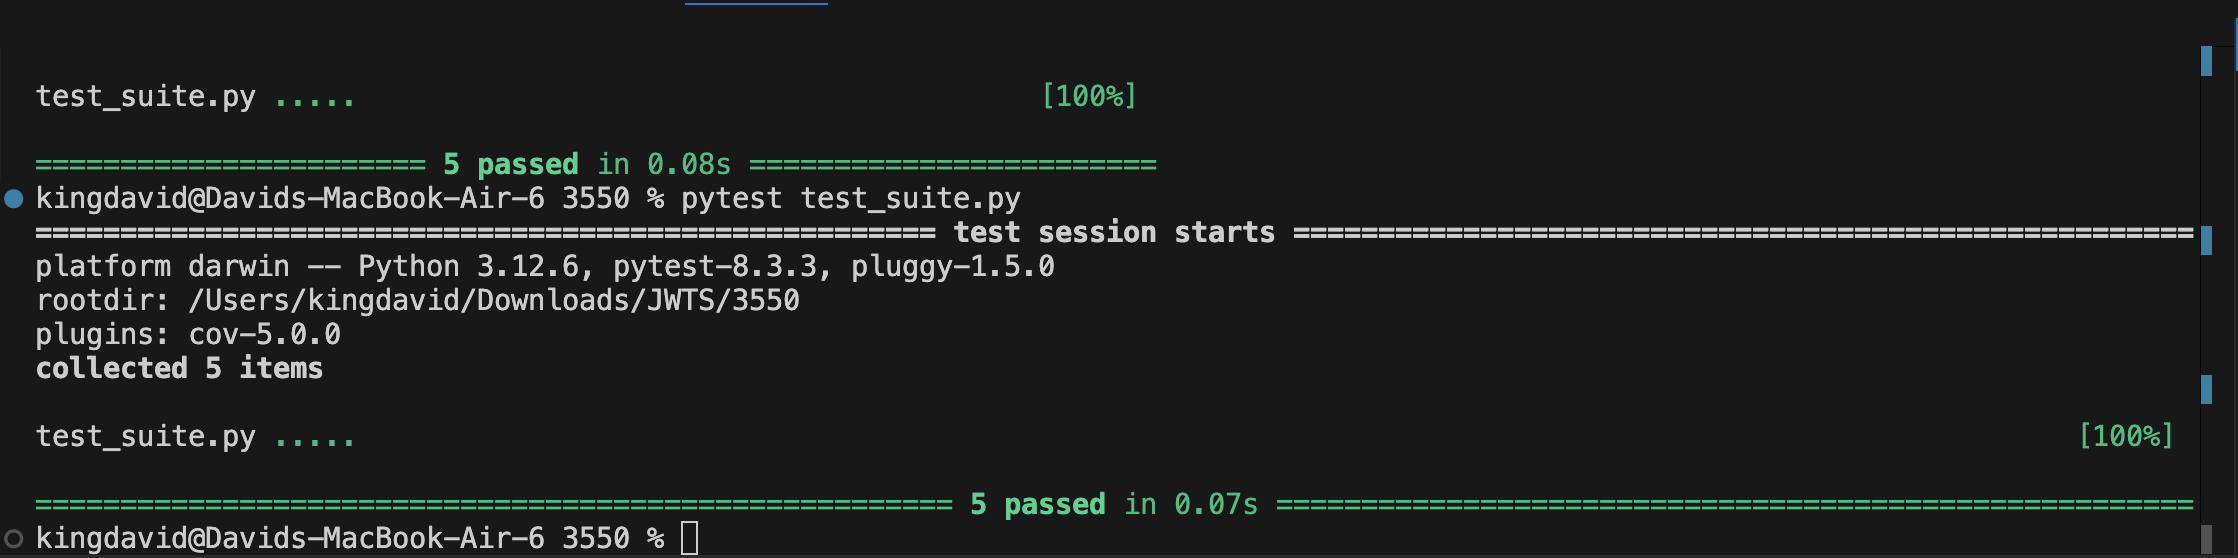 test_suite.py ..... [100%]
======================= 5 passed in 0.08s ========================
kingdavid@Davids-MacBook-Air-6 3550 % pytest test_suite.py
===================================================== test session starts =====================================================
platform darwin -- Python 3.12.6, pytest-8.3.3, pluggy-1.5.0
rootdir: /Users/kingdavid/Downloads/JWTS/3550
plugins: cov-5.0.0
collected 5 items
test_suite.py ..... [100%]
====================================================== 5 passed in 0.07s ======================================================
kingdavid@Davids-MacBook-Air-6 3550 %